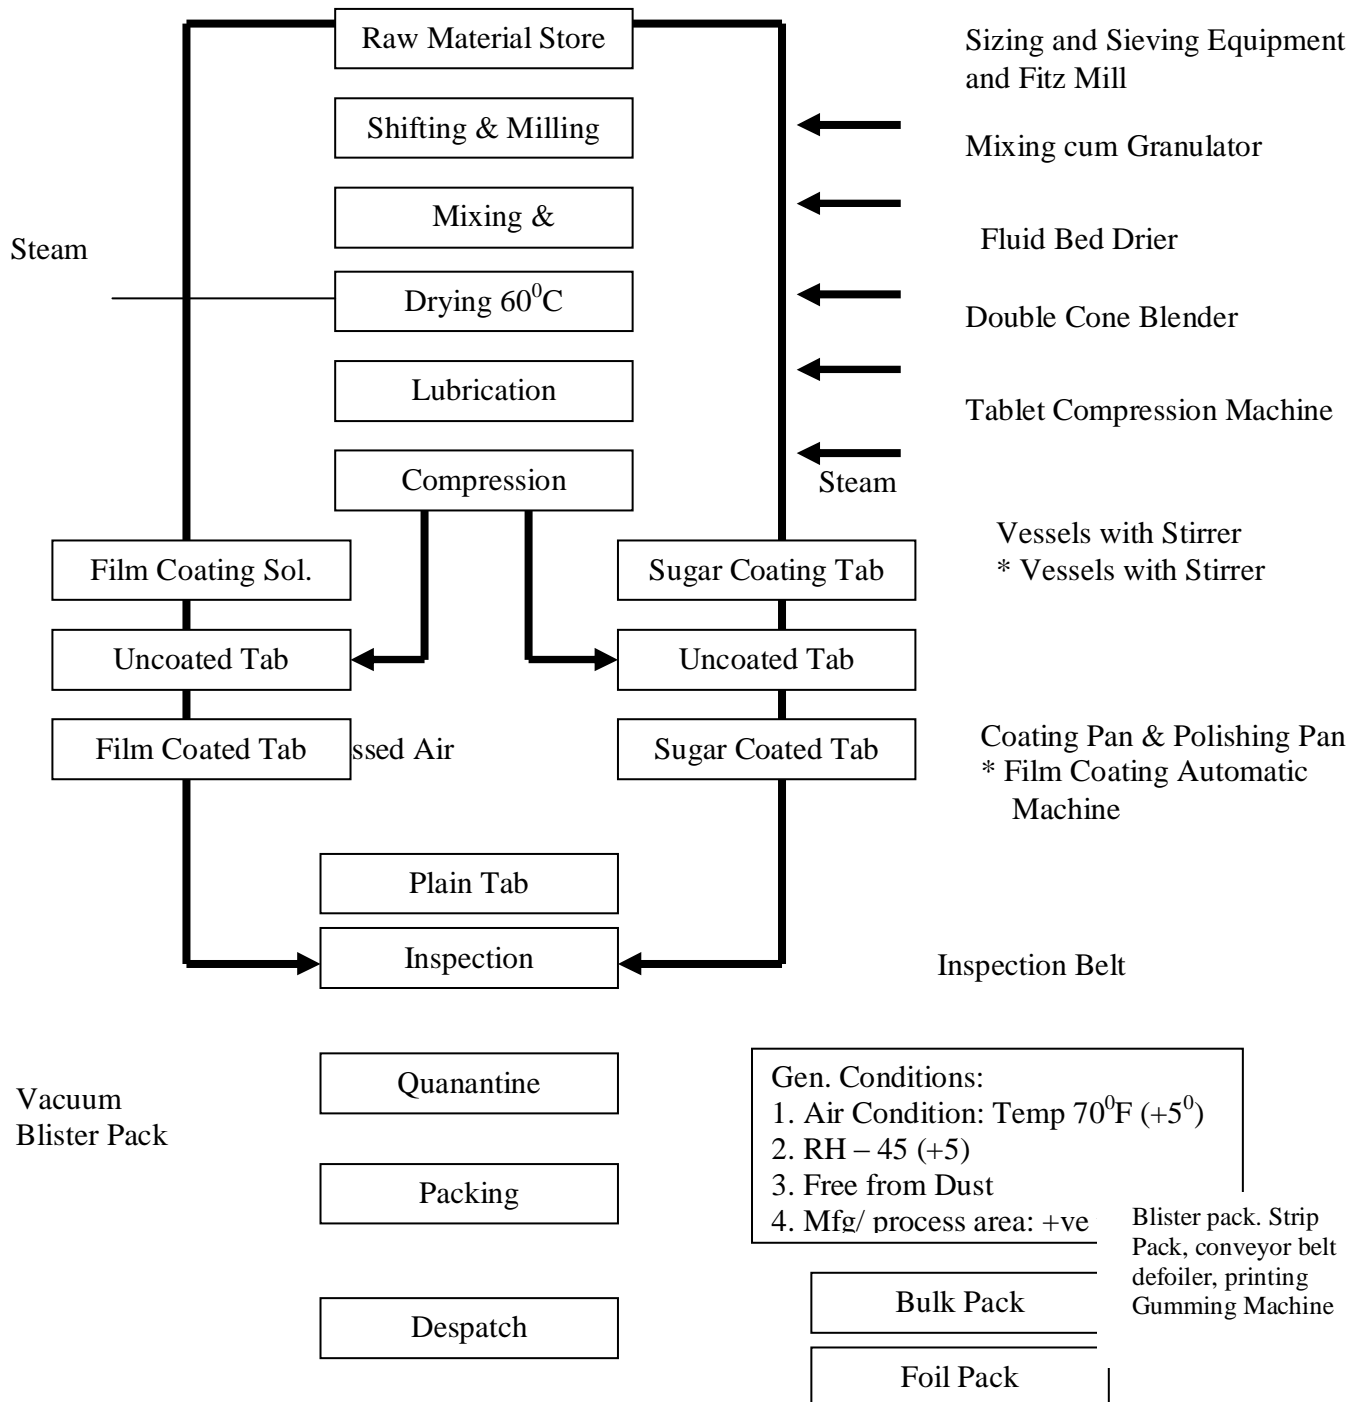 Raw Material Store
Sizing and Sieving Equipment
and Fitz Mill
Shifting & Milling
Mixing cum Granulator
Mixing &
Steam
Fluid Bed Drier
Drying 60⁰C
Double Cone Blender
Lubrication
Tablet Compression Machine
Compression
Steam
Vessels with Stirrer
* Vessels with Stirrer
Film Coating Sol.
Sugar Coating Tab
Uncoated Tab
Uncoated Tab
Film Coated Tab
ssed Air
Sugar Coated Tab
Coating Pan & Polishing Pan
* Film Coating Automatic
Machine
Plain Tab
Inspection
Inspection Belt
Quanantine
Vacuum
Blister Pack
Gen. Conditions:
1. Air Condition: Temp 70⁰F (+5⁰)
2. RH – 45 (+5)
3. Free from Dust
4. Mfg/ process area: +ve
Packing
Blister pack. Strip
Pack, conveyor belt
defoiler, printing
Gumming Machine
Bulk Pack
Despatch
Foil Pack